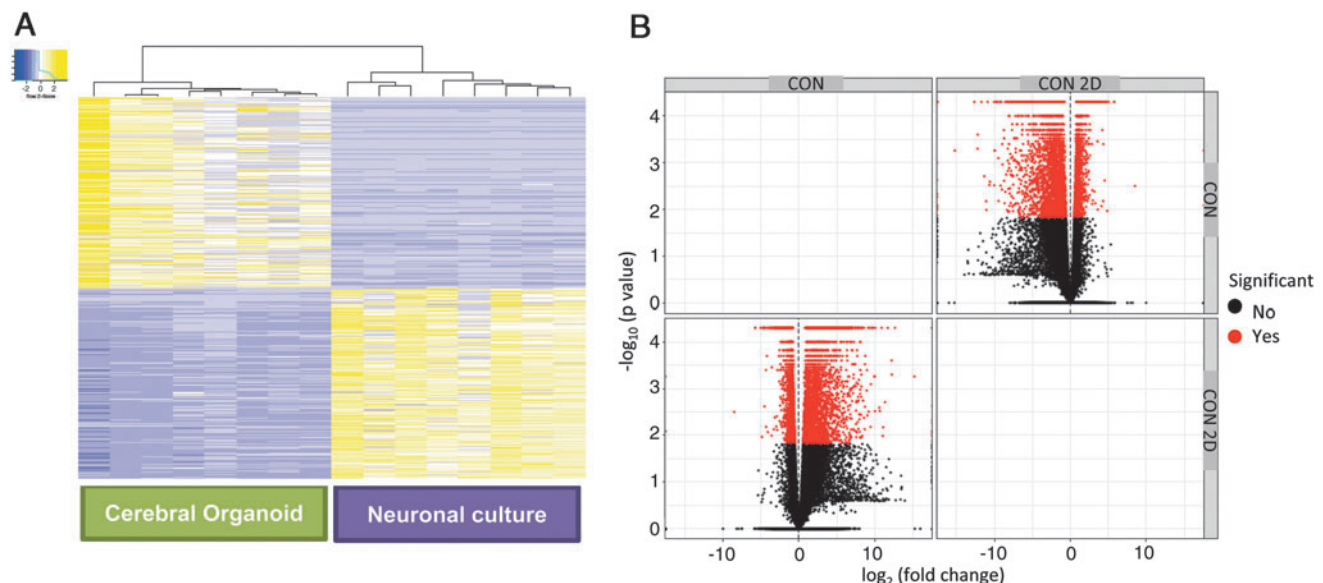 A
-2 0 2
Row Z-Score
Cerebral Organoid
Neuronal culture
B
CON
CON 2D
4
3
2
1
0
CON
4
3
2
1
0
CON 2D
-log10 (p value)
-10 0 10
-10 0 10
log2 (fold change)
Significant
No
Yes